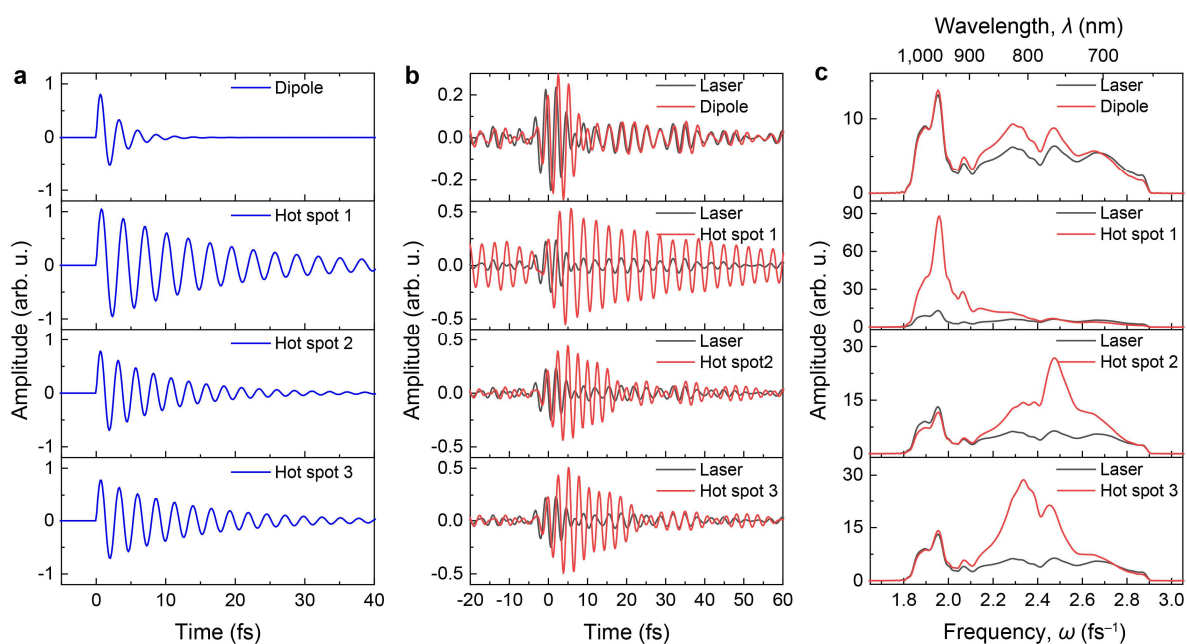 a
Dipole
Hot spot 1
Hot spot 2
Hot spot 3
1
0
-1
1
0
-1
1
0
-1
1
0
-1
0 10 20 30 40
Amplitude (arb. u.)
Time (fs)
b
Laser
Dipole
Laser
Hot spot 1
Laser
Hot spot2
Laser
Hot spot 3
0.2
0.0
-0.2
0.5
0.0
-0.5
0.5
0.0
-0.5
0.5
0.0
-0.5
-20 -10 0 10 20 30 40 50 60
Amplitude (arb. u.)
Time (fs)
Wavelength, λ (nm)
1,000 900 800 700
c
Laser
Dipole
Laser
Hot spot 1
Laser
Hot spot 2
Laser
Hot spot 3
10
0
90
60
30
0
30
15
0
30
15
0
1.8 2.0 2.2 2.4 2.6 2.8 3.0
Amplitude (arb. u.)
Frequency, ω (fs⁻¹)